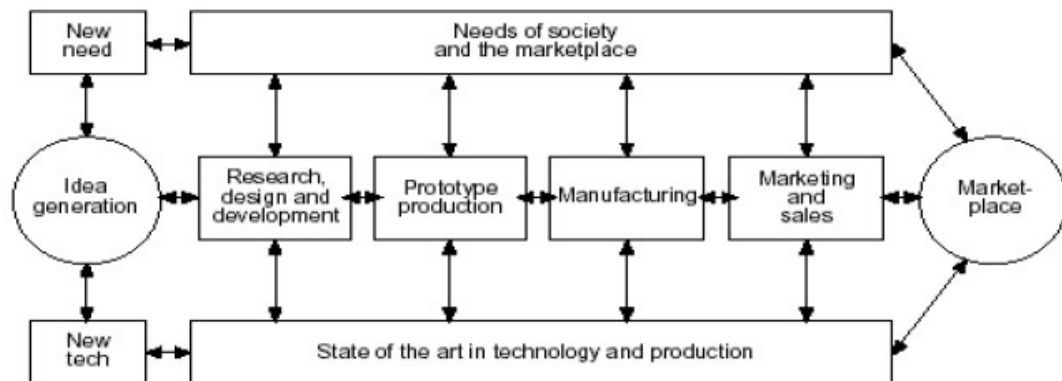 New
need
Needs of society
and the marketplace
Idea
generation
Research,
design and
development
Prototype
production
Manufacturing
Marketing
and
sales
Market-
place
New
tech
State of the art in technology and production